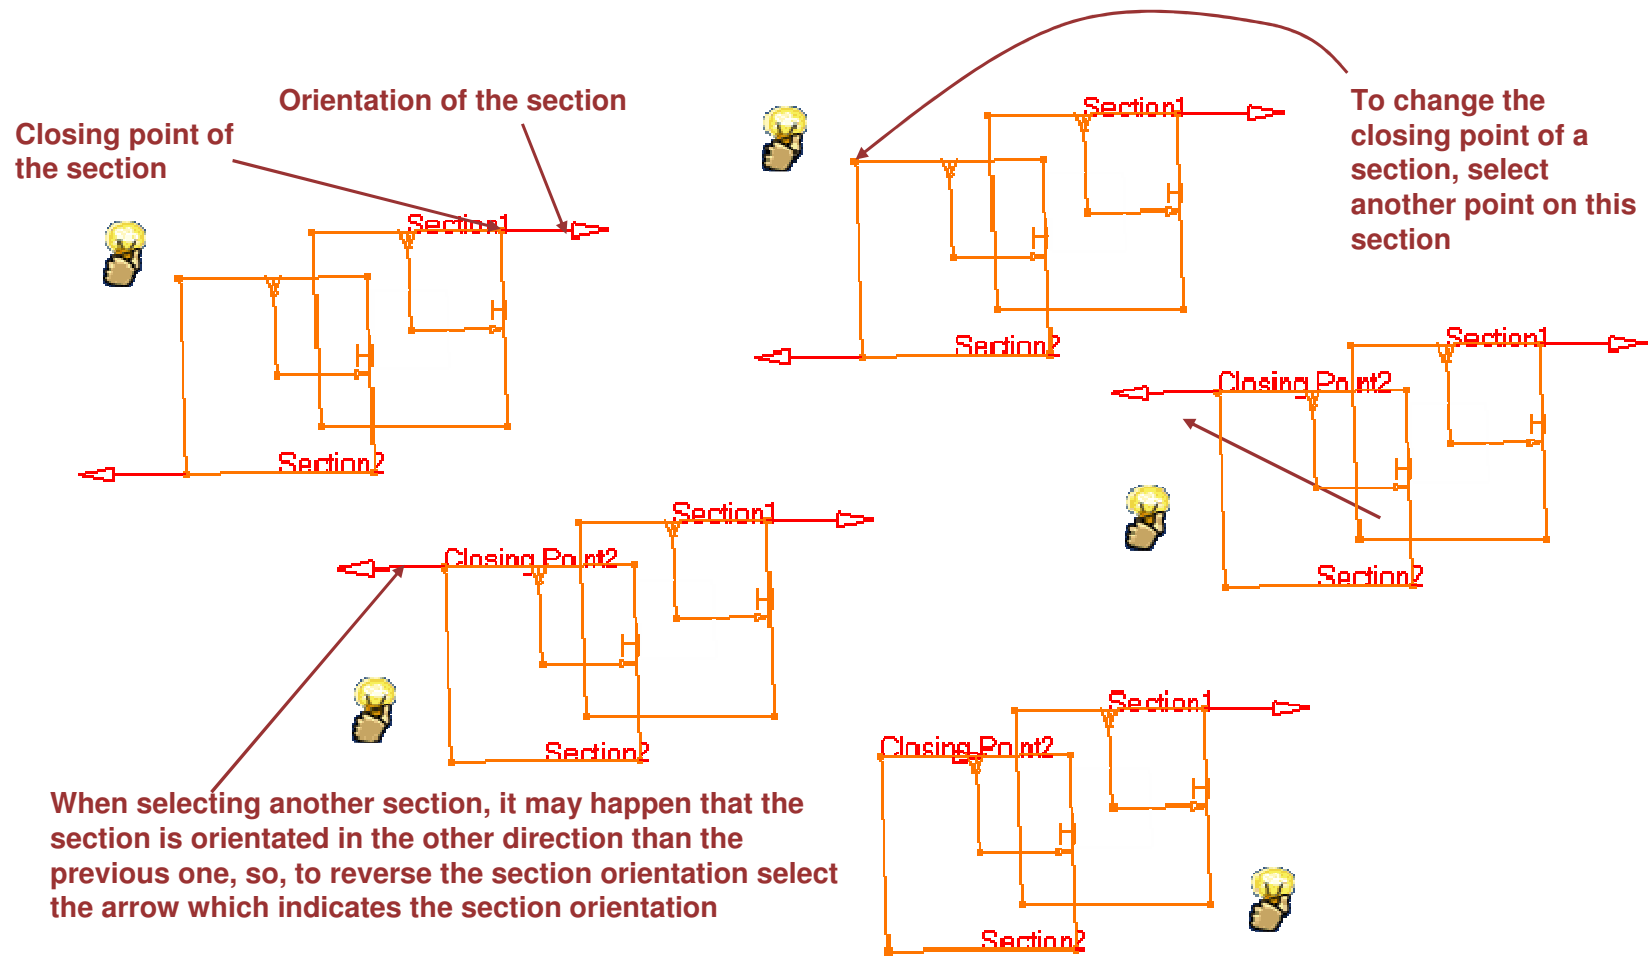 Orientation of the section
Closing point of
the section
Section1
Section2
To change the
closing point of a
section, select
another point on this
section
Section1
Section2
Section1
Closing Point2
Section2
Section1
Closing Point2
Section2
When selecting another section, it may happen that the
section is orientated in the other direction than the
previous one, so, to reverse the section orientation select
the arrow which indicates the section orientation
Section1
Closing Point2
Section2